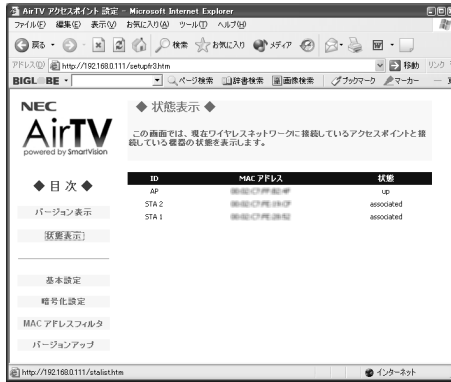 AirTV アクセスポイント 設定 - Microsoft Internet Explorer
ファイル(F) 編集(E) 表示(V) お気に入り(A) ツール(T) ヘルプ(H)
戻る 検索 お気に入り メディア
アドレス(D) http://192.168.0.111/setupfr3.htm 移動 リンク
BIGLOBE ページ検索 辞書検索 画像検索 ブックマーク マーカー
NEC
AirTV
powered by SmartVision
◆ 目 次 ◆
バージョン表示
状態表示
基本設定
暗号化設定
MAC アドレスフィルタ
バージョンアップ
◆ 状態表示 ◆
この画面では、現在ワイヤレスネットワークに接続しているアクセスポイントと接
続している機器の状態を表示します。
ID MAC アドレス 状態
AP up
STA 2 associated
STA 1 associated
http://192.168.0.111/stalist.htm インターネット